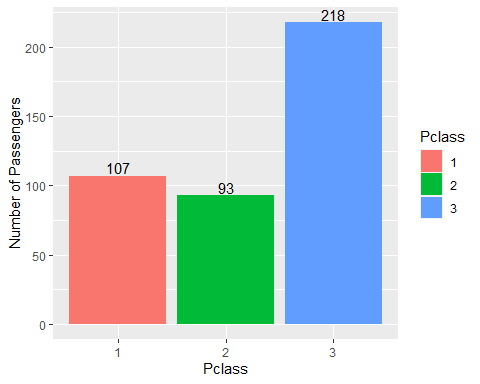 218
107
93
200
150
100
50
0
Number of Passengers
1 2 3
Pclass
Pclass
1
2
3